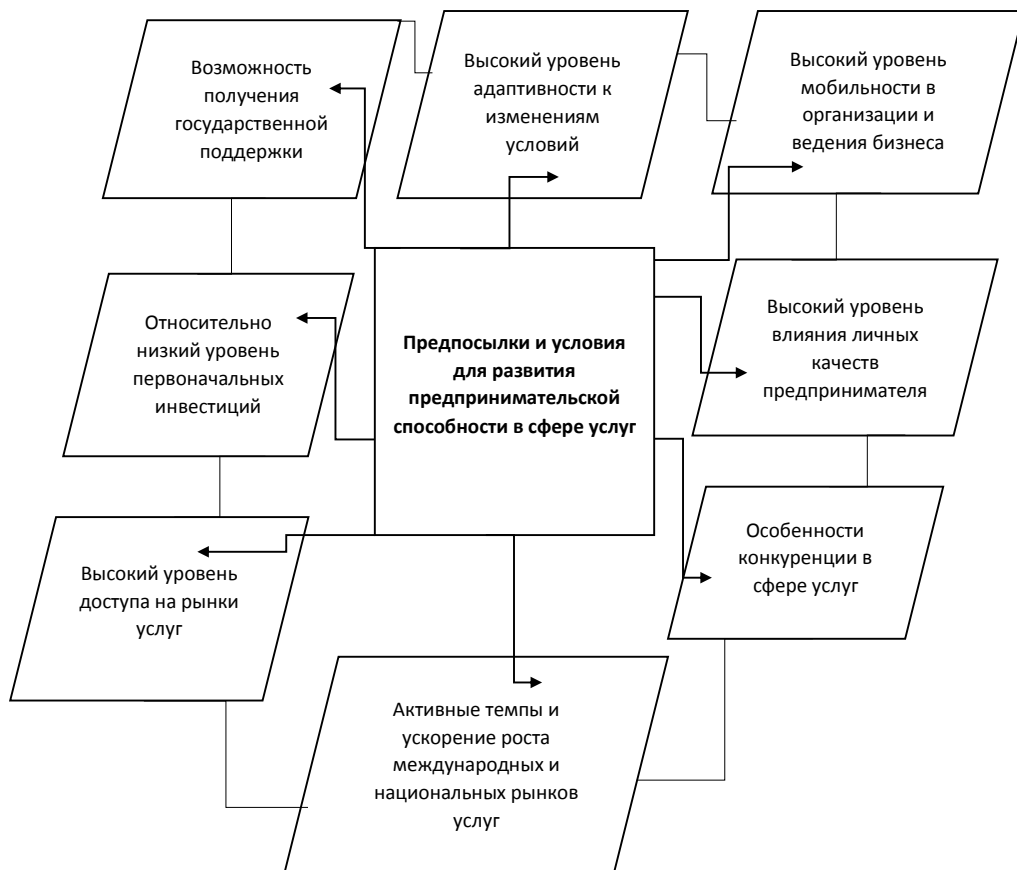 Возможность
получения
государственной
поддержки
Высокий уровень
адаптивности к
изменениям
условий
Высокий уровень
мобильности в
организации и
ведения бизнеса
Относительно
низкий уровень
первоначальных
инвестиций
Предпосылки и условия
для развития
предпринимательской
способности в сфере услуг
Высокий уровень
влияния личных
качеств
предпринимателя
Высокий уровень
доступа на рынки
услуг
Особенности
конкуренции в
сфере услуг
Активные темпы и
ускорение роста
международных и
национальных рынков
услуг